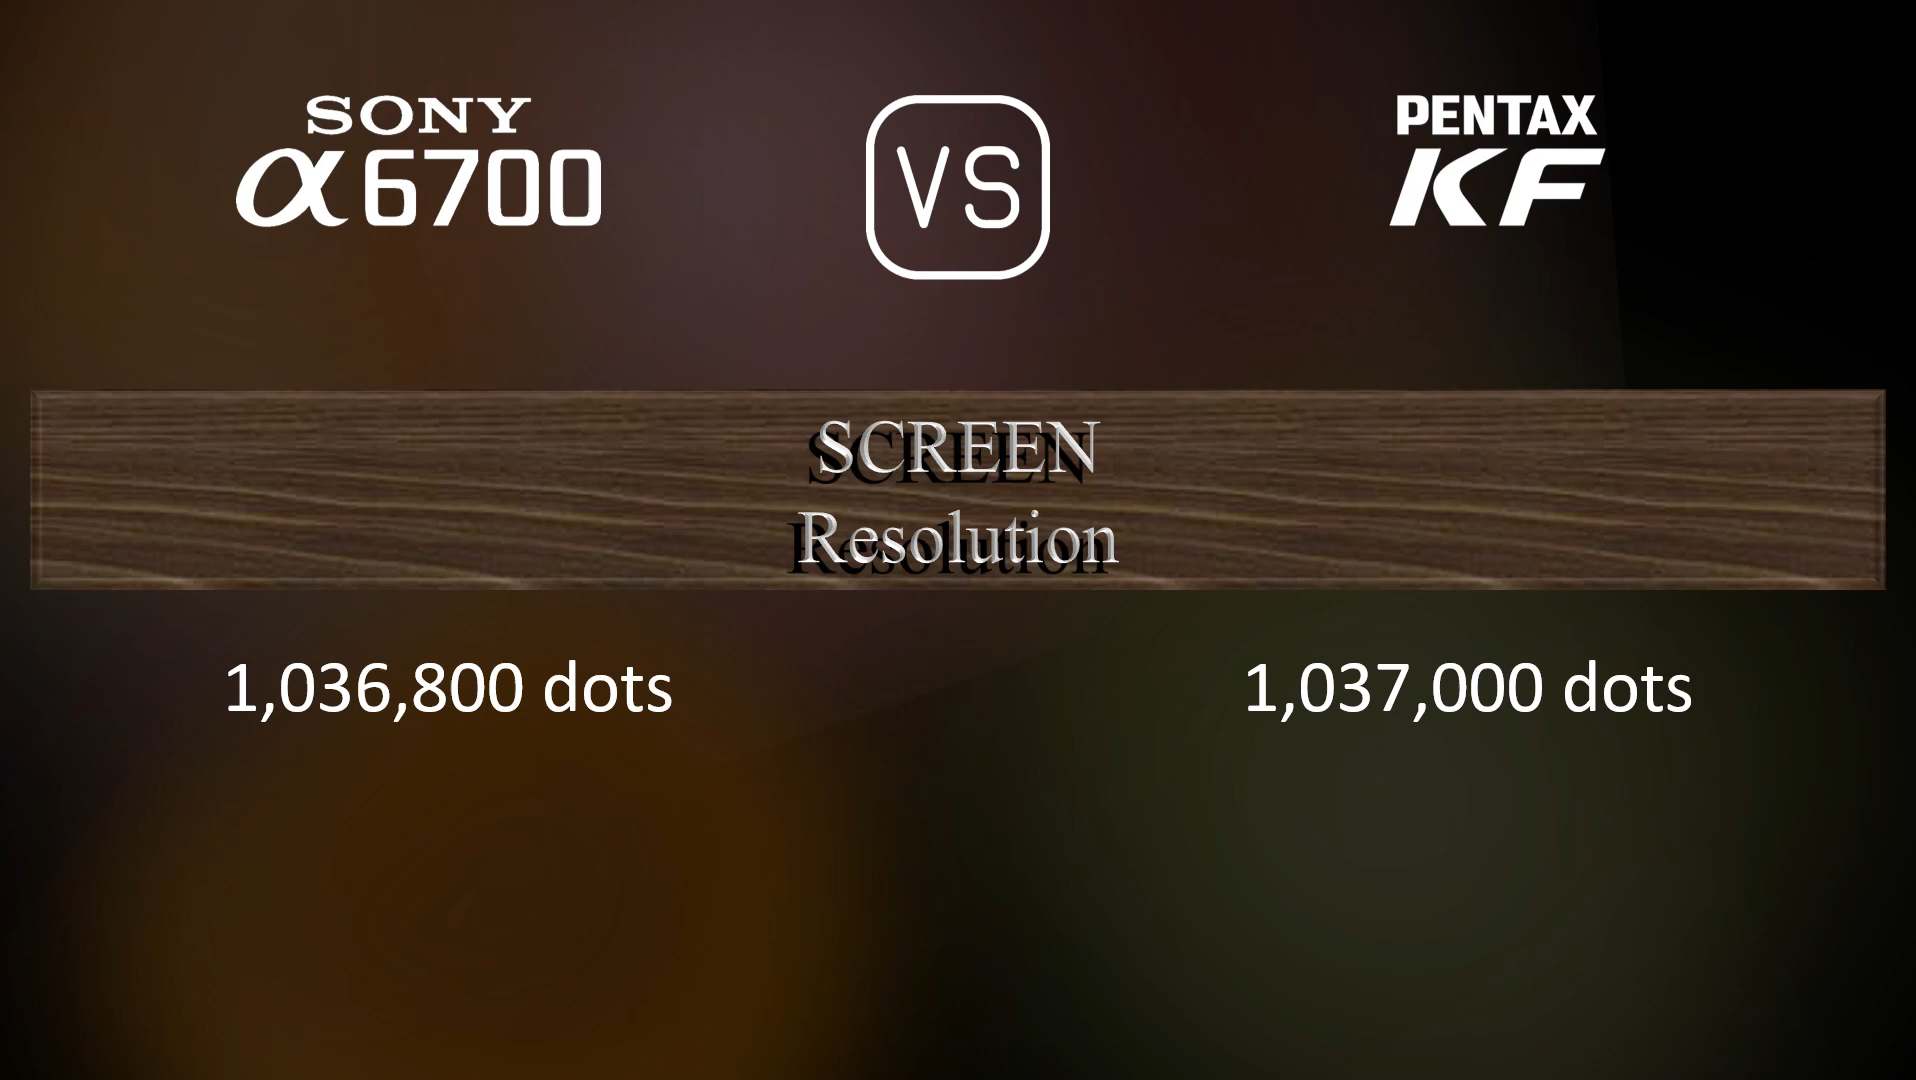 SONY
α6700
VS
PENTAX
KF
SCREEN
Resolution
1,036,800 dots
1,037,000 dots